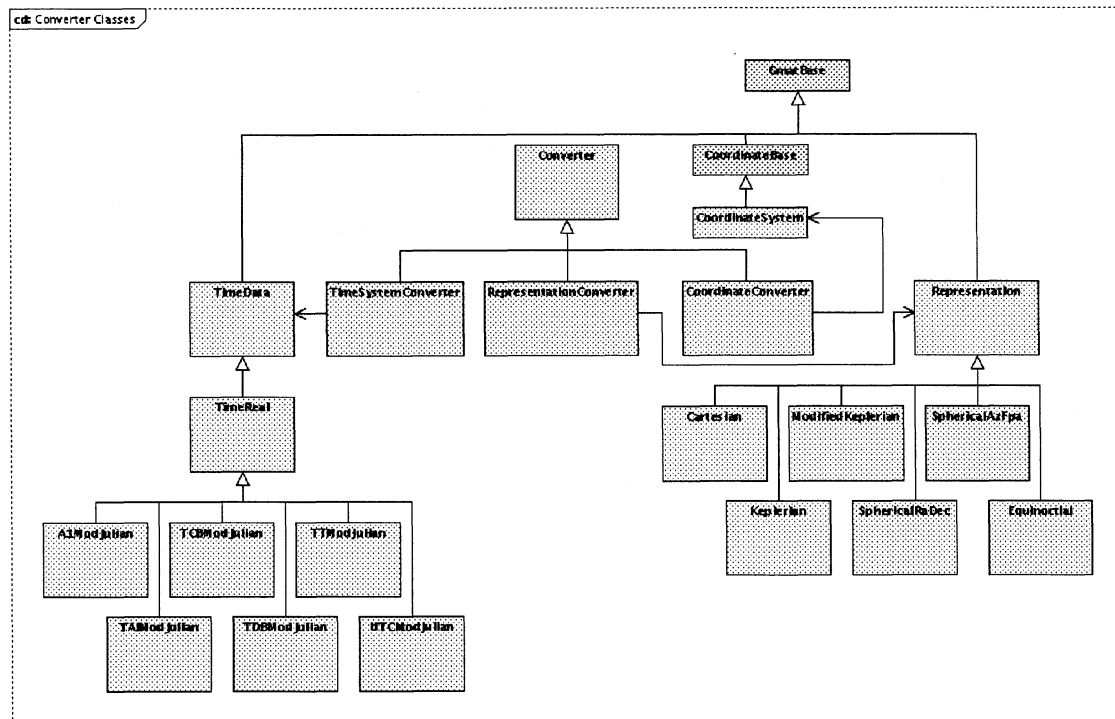 cd: Converter Classes
GmatBase
Converter
CoordinateBase
CoordinateSystem
TimeData
TimeSystemConverter
RepresentationConverter
CoordinateConverter
Representation
TimeReal
Cartesian
ModifiedKeplerian
SphericalAzFpa
Keplerian
SphericalRaDec
Equinoctial
A1ModJulian
TCBModJulian
TTModJulian
TAIModJulian
TDBModJulian
UTCModJulian